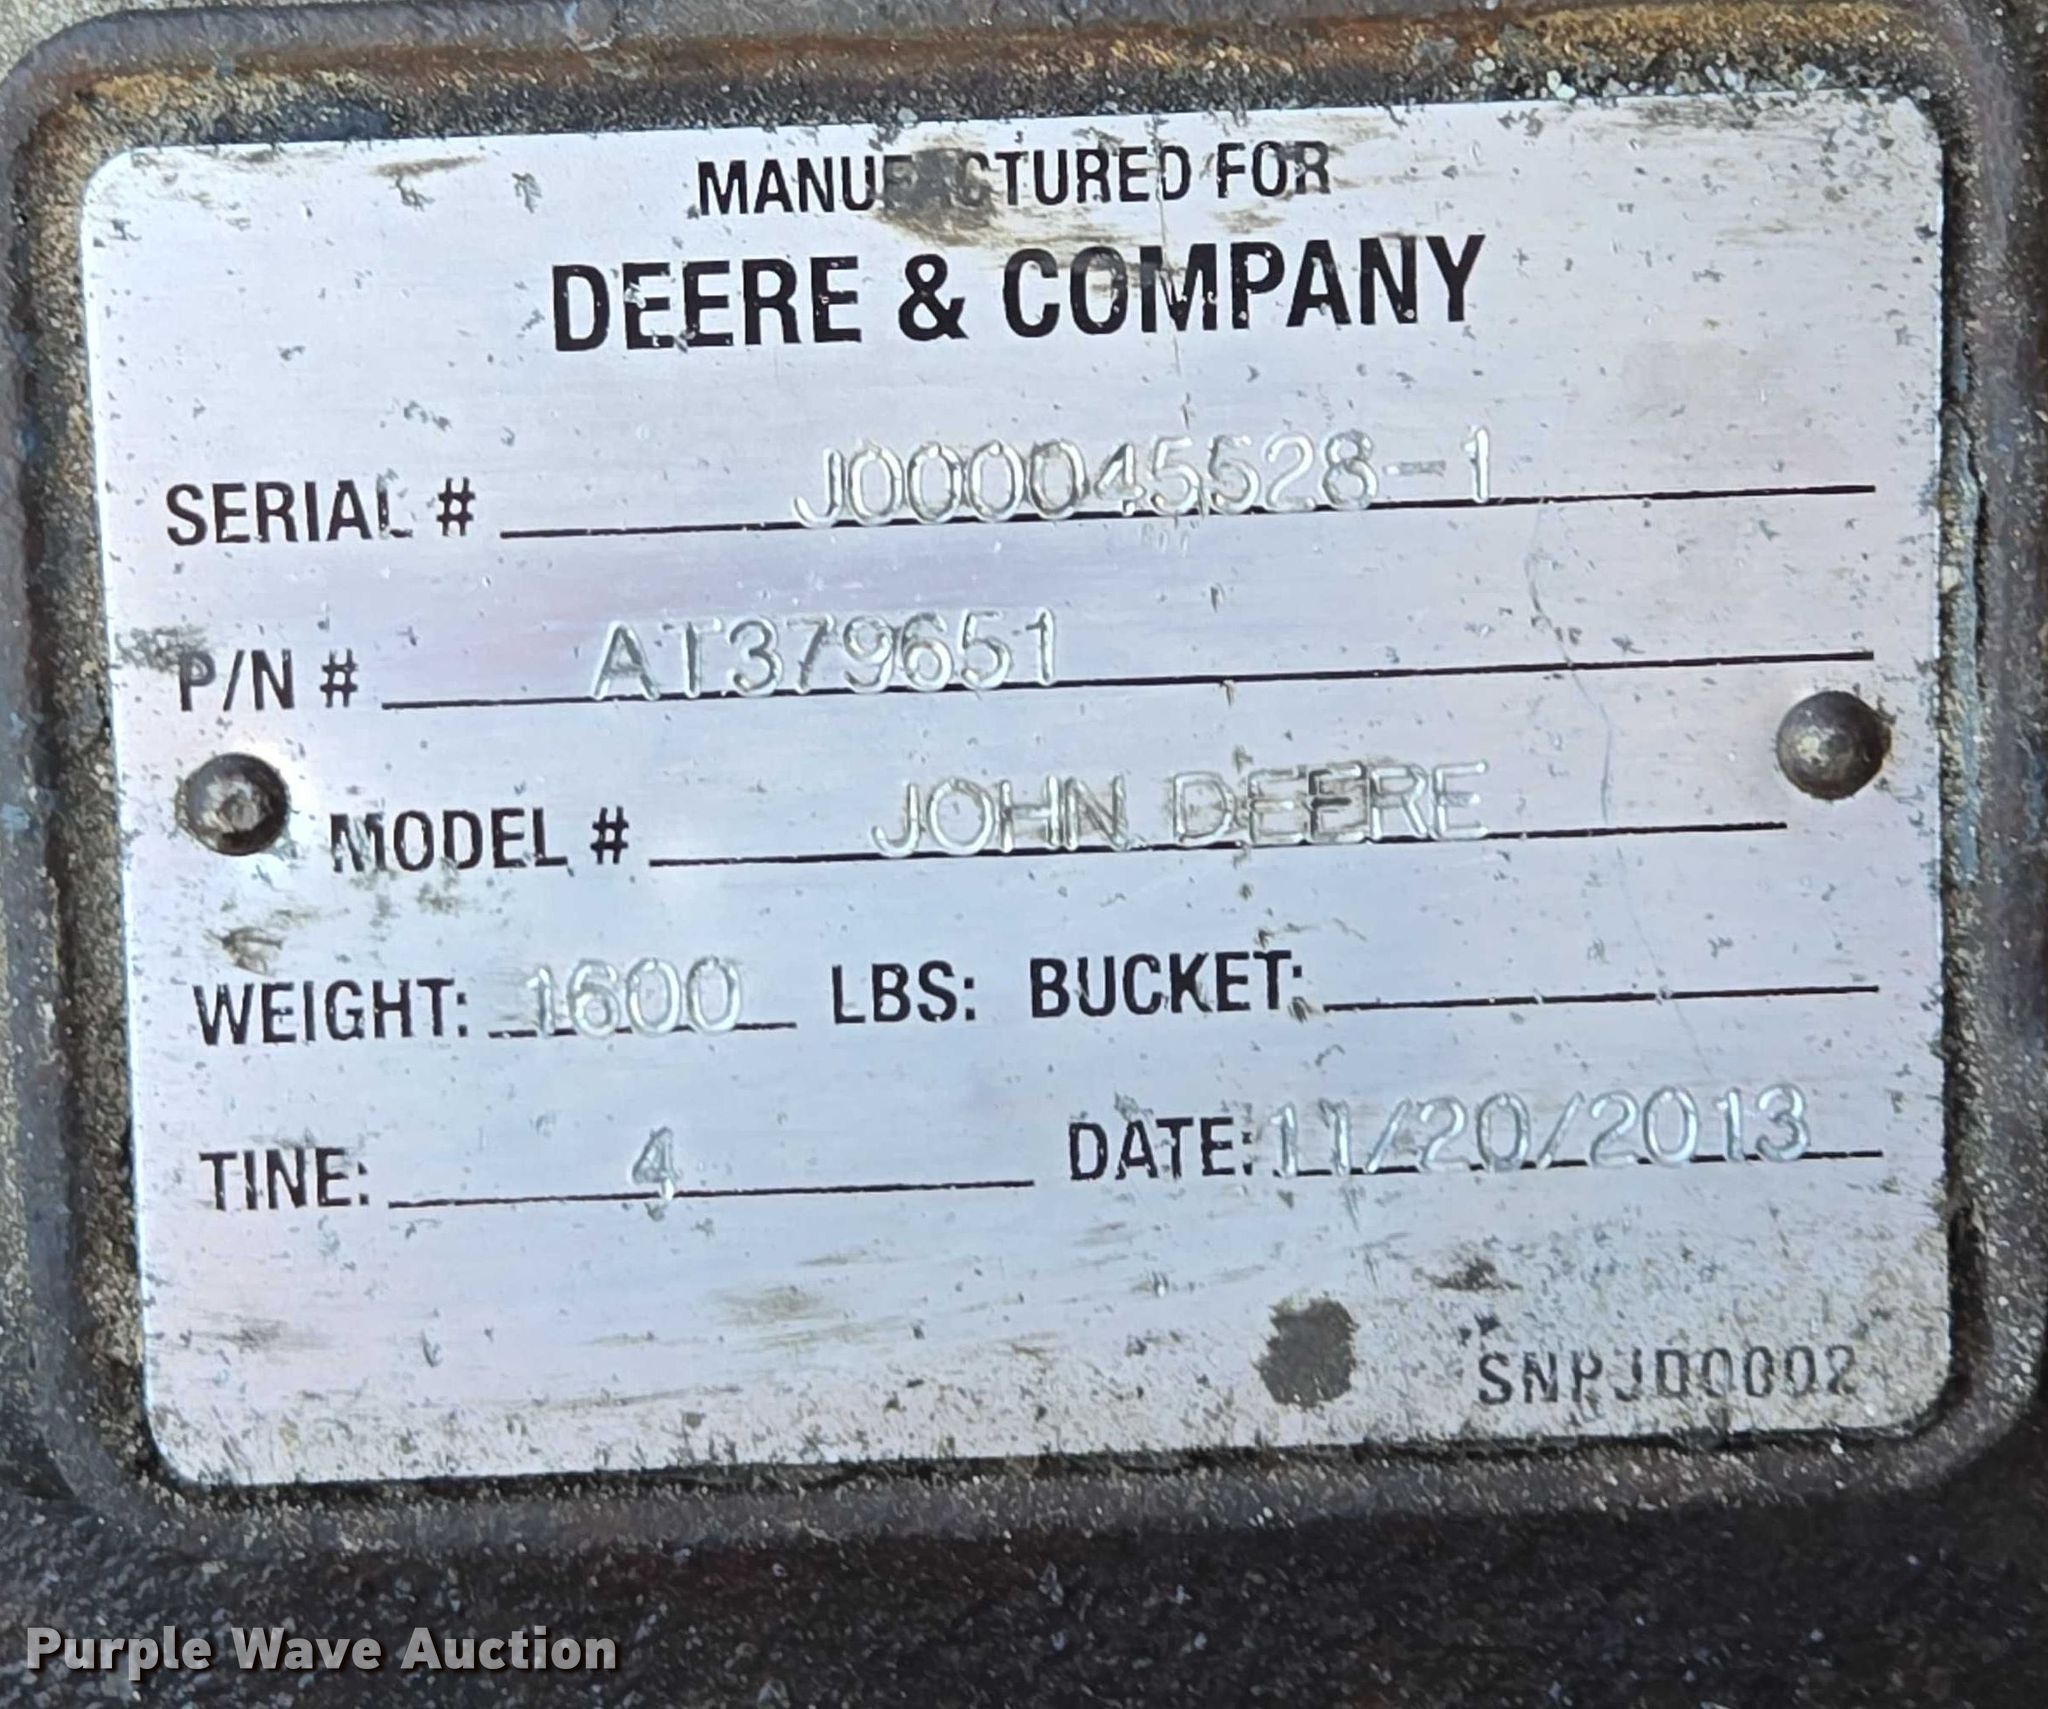 MANUFACTURED FOR
DEERE & COMPANY
SERIAL # J000045528-1
P/N # AT379651
MODEL # JOHN DEERE
WEIGHT: 1600 LBS: BUCKET:
TINE: 4 DATE: 11/20/2013
SNPJD0002
Purple Wave Auction